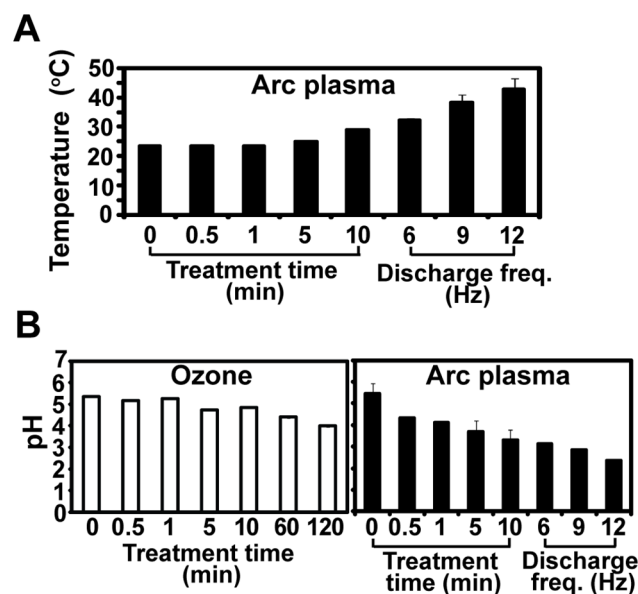 A
Temperature (°C)
50
40
30
20
10
0
Arc plasma
0 0.5 1 5 10 6 9 12
Treatment time
(min)
Discharge freq.
(Hz)
B
pH
7
6
5
4
3
2
1
0
Ozone
0 0.5 1 5 10 60 120
Treatment time
(min)
Arc plasma
0 0.5 1 5 10 6 9 12
Treatment
time (min)
Discharge
freq. (Hz)